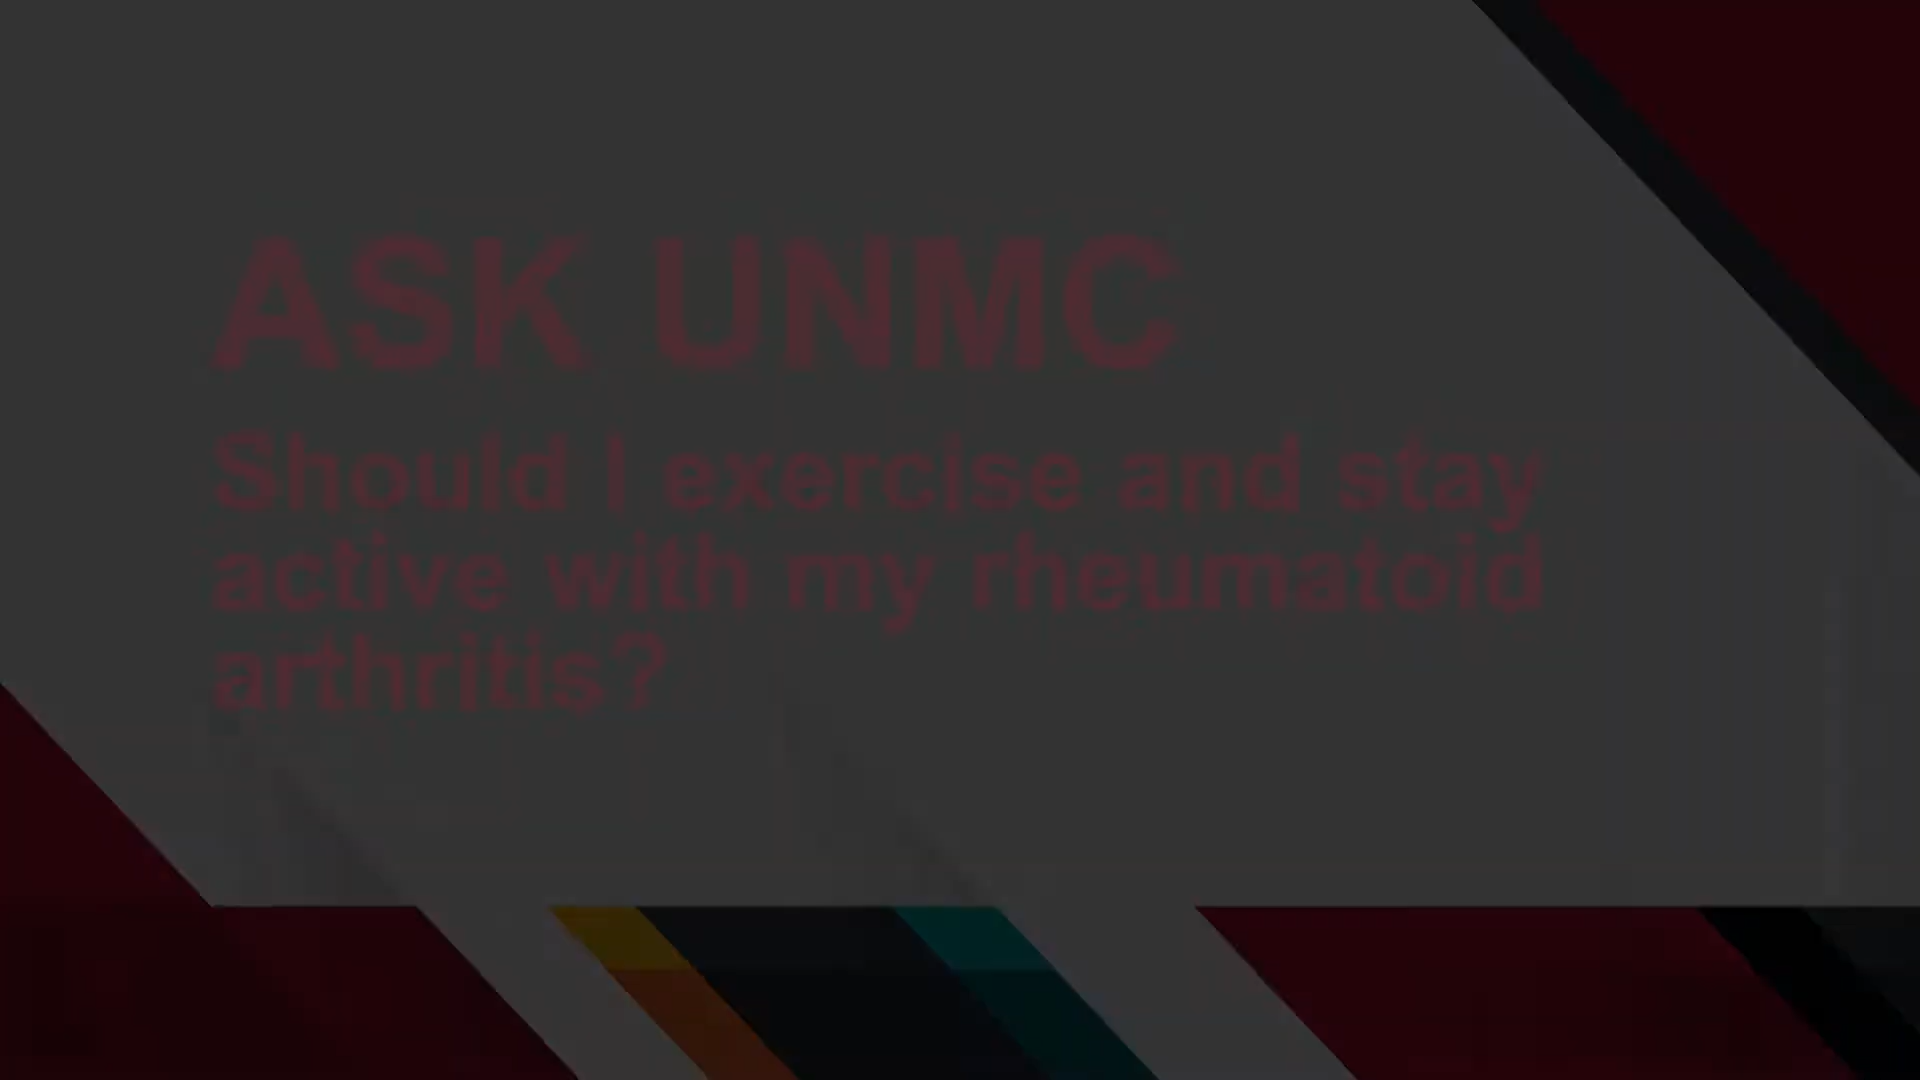 ASK UNMC
Should I exercise and stay
active with my rheumatoid
arthritis?